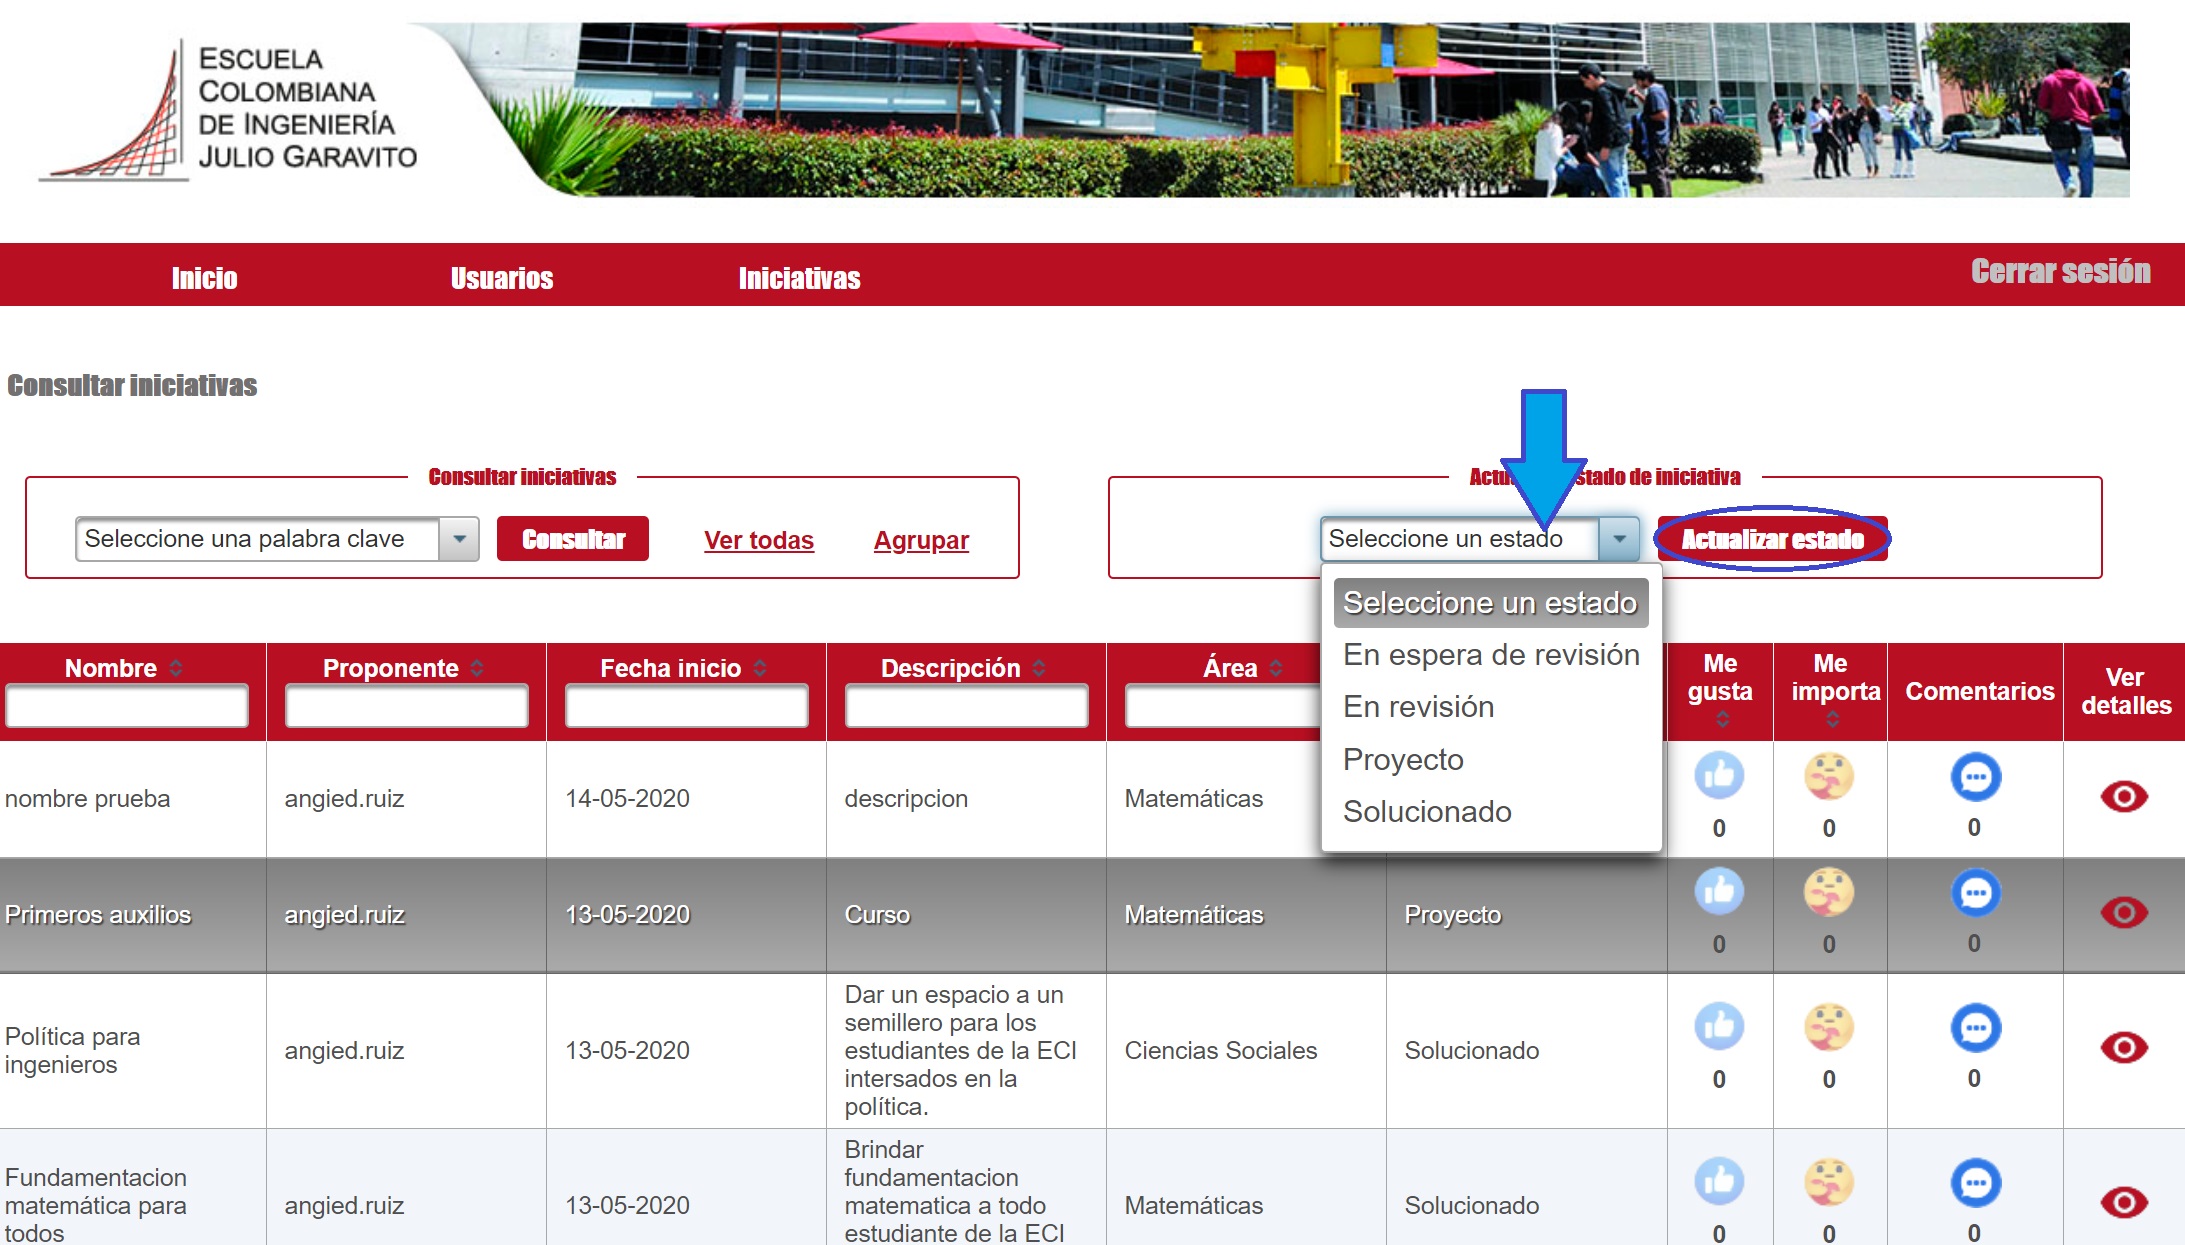 ESCUELA
COLOMBIANA
DE INGENIERÍA
JULIO GARAVITO
Inicio Usuarios Iniciativas Cerrar sesión
Consultar iniciativas
Consultar iniciativas
Seleccione una palabra clave Consultar Ver todas Agrupar
de iniciativa
Seleccione un estado Actualizar estado
Seleccione un estado
En espera de revisión
En revisión
Proyecto
Solucionado
Nombre Proponente Fecha inicio Descripción Área Me gusta Me importa Comentarios Ver detalles
nombre prueba angied.ruiz 14-05-2020 descripcion Matemáticas 0 0 0
Primeros auxilios angied.ruiz 13-05-2020 Curso Matemáticas Proyecto 0 0 0
Política para
ingenieros
angied.ruiz 13-05-2020
Dar un espacio a un
semillero para los
estudiantes de la ECI
intersados en la
política.
Ciencias Sociales Solucionado 0 0 0
Fundamentacion
matemática para
todos
angied.ruiz 13-05-2020
Brindar
fundamentacion
matematica a todo
estudiante de la ECI
Matemáticas Solucionado 0 0 0